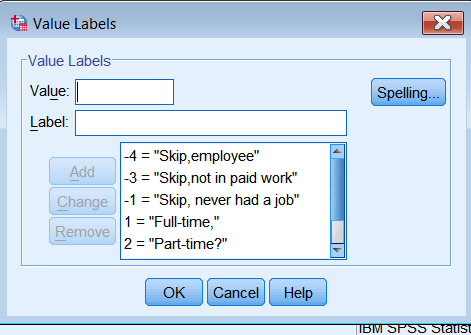 Value Labels
Value Labels
Value:
Spelling...
Label:
Add
Change
Remove
-4 = "Skip,employee"
-3 = "Skip,not in paid work"
-1 = "Skip, never had a job"
1 = "Full-time,"
2 = "Part-time?"
OK Cancel Help
IBM SPSS Statist